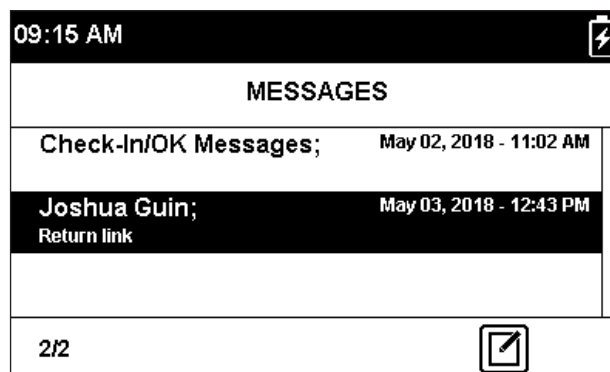 09:15 AM
MESSAGES
Check-In/OK Messages; May 02, 2018 - 11:02 AM
Joshua Guin; May 03, 2018 - 12:43 PM
Return link
2/2